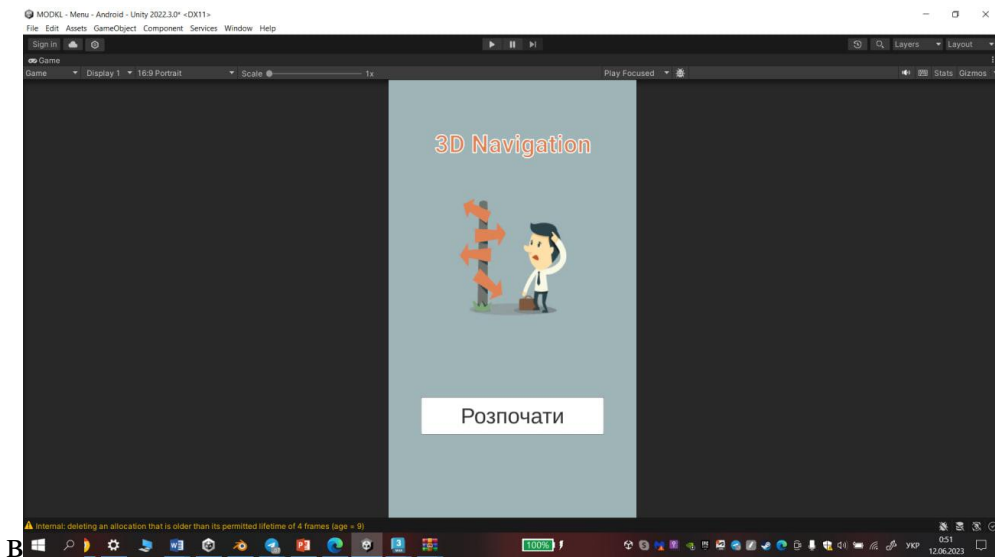 MODKL - Menu - Android - Unity 2022.3.0* <DX11>
File Edit Assets GameObject Component Services Window Help
Sign in Layers Layout
Game
Game Display 1 16:9 Portrait Scale 1x Play Focused Stats Gizmos
3D Navigation
Розпочати
Internal: deleting an allocation that is older than its permitted lifetime of 4 frames (age = 9)
В 100% УКР 0:51
12.06.2023